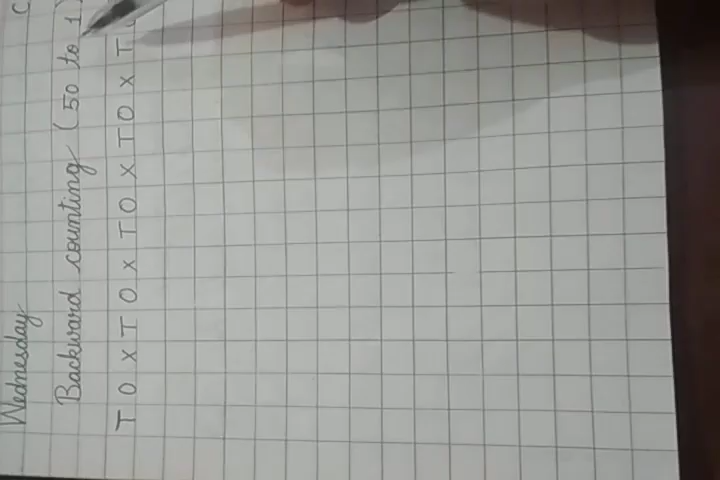 Wednesday C
Backward counting (50 to 1)
T O x T O x T O x T O x T